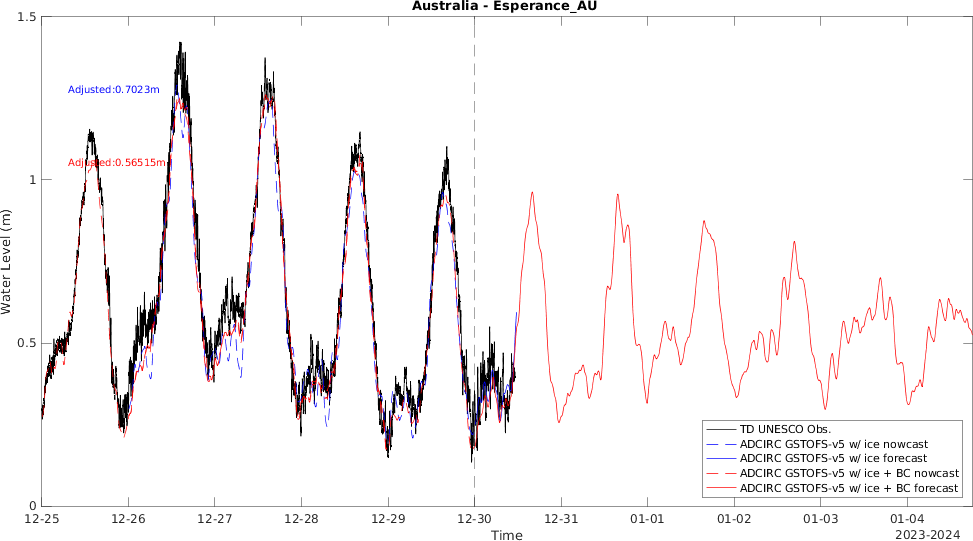 Australia - Esperance_AU
1.5
Adjusted:0.7023m
Adjusted:0.56515m
1
Water Level (m)
0.5
TD UNESCO Obs.
ADCIRC GSTOFS-v5 w/ ice nowcast
ADCIRC GSTOFS-v5 w/ ice forecast
ADCIRC GSTOFS-v5 w/ ice + BC nowcast
ADCIRC GSTOFS-v5 w/ ice + BC forecast
0
12-25 12-26 12-27 12-28 12-29 12-30 12-31 01-01 01-02 01-03 01-04
Time
2023-2024